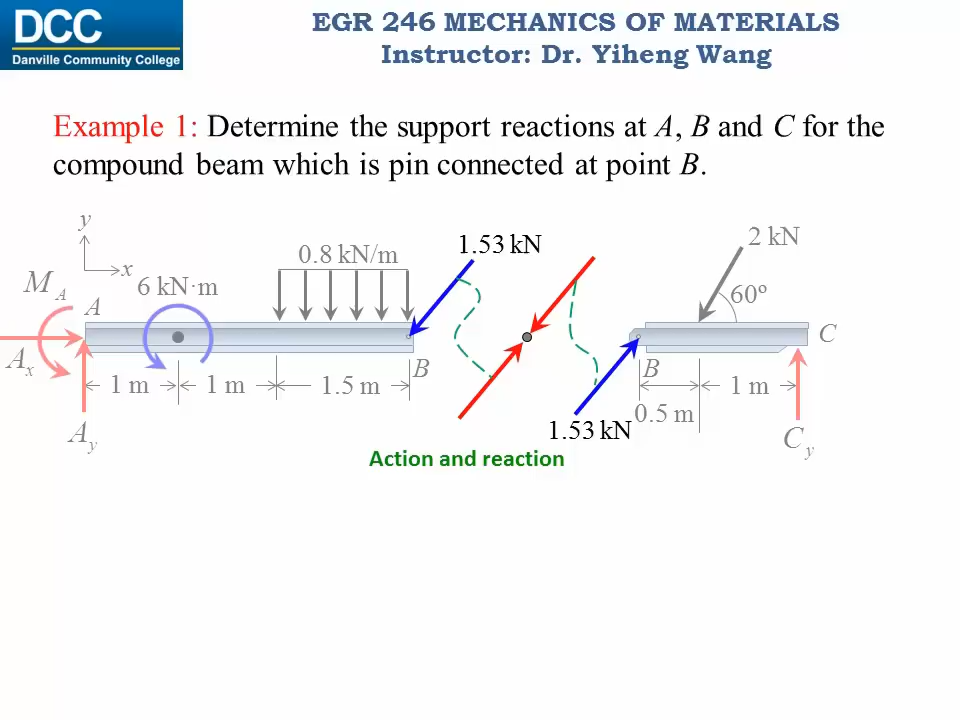 DCC
Danville Community College
EGR 246 MECHANICS OF MATERIALS
Instructor: Dr. Yiheng Wang
Example 1: Determine the support reactions at A, B and C for the
compound beam which is pin connected at point B.
y
x
M_A
A
6 kN·m
0.8 kN/m
1.53 kN
2 kN
60º
A_x
B
B
C
1 m
1 m
1.5 m
0.5 m
1 m
A_y
1.53 kN
C_y
Action and reaction